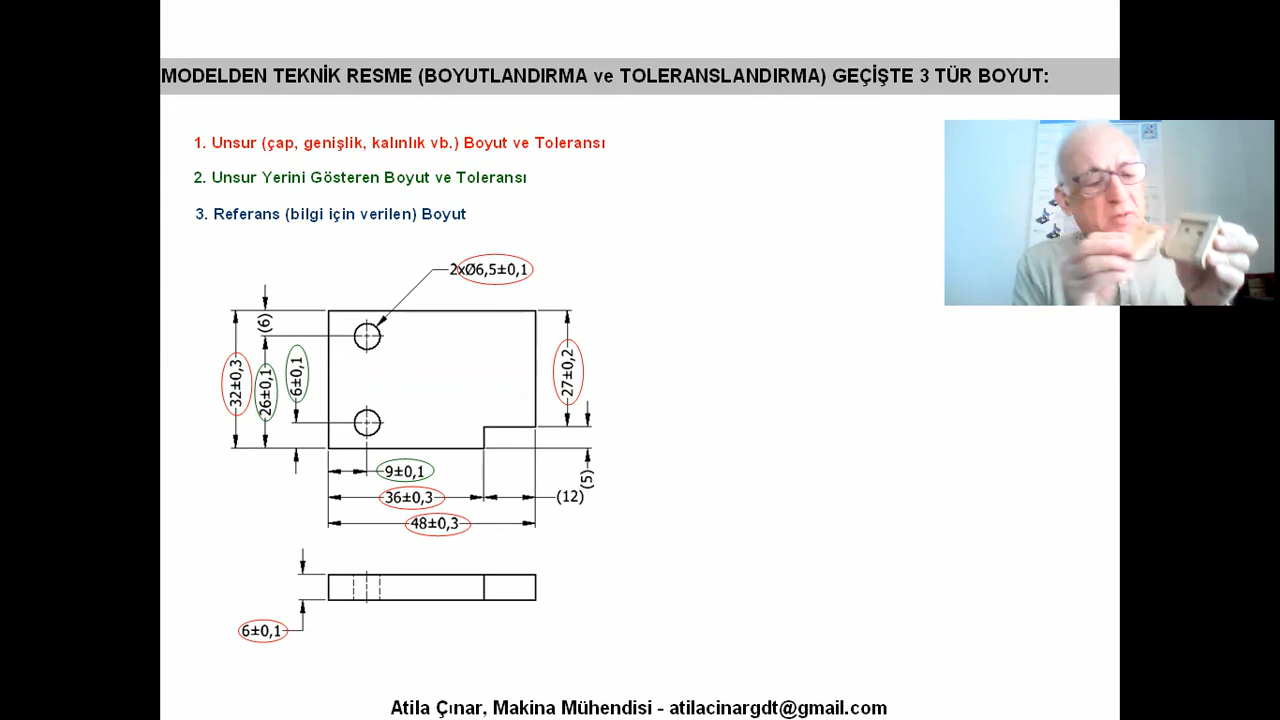 MODELDEN TEKNİK RESME (BOYUTLANDIRMA ve TOLERANSLANDIRMA) GEÇİŞTE 3 TÜR BOYUT:
1. Unsur (çap, genişlik, kalınlık vb.) Boyut ve Toleransı
2. Unsur Yerini Gösteren Boyut ve Toleransı
3. Referans (bilgi için verilen) Boyut
2xØ6,5±0,1
(6)
32±0,3
26±0,1
6±0,1
27±0,2
9±0,1
(5)
36±0,3
(12)
48±0,3
6±0,1
Atila Çınar, Makina Mühendisi - atilacinargdt@gmail.com